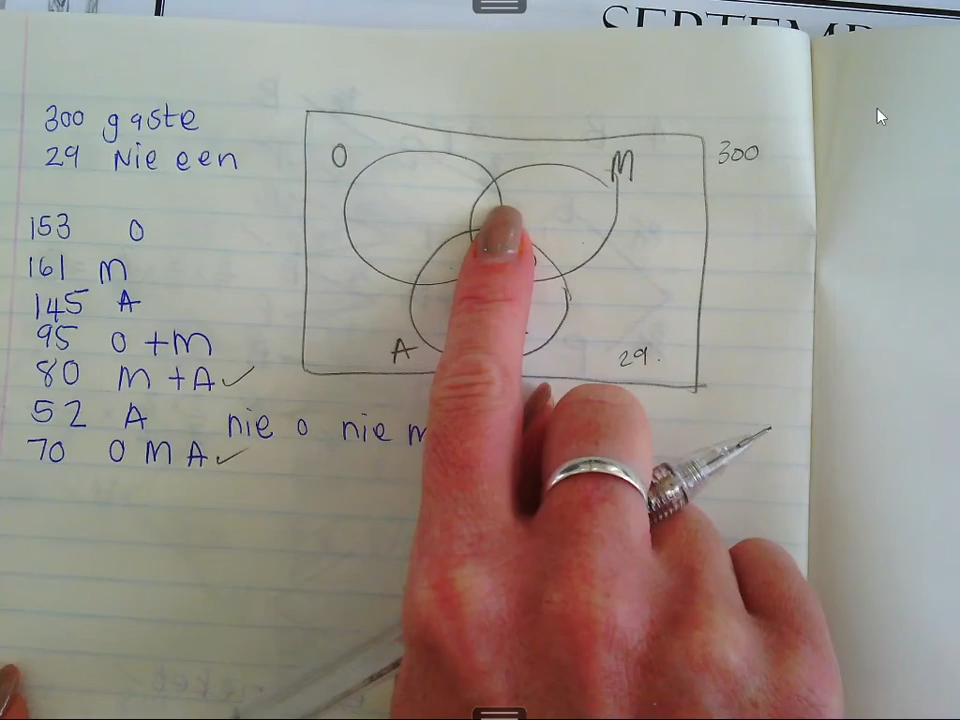 300 gaste
29 Nie een
153 O
161 M
145 A
95 O + M
80 M + A ✓
52 A nie O nie M
70 O M A ✓
O
M
300
A
29.